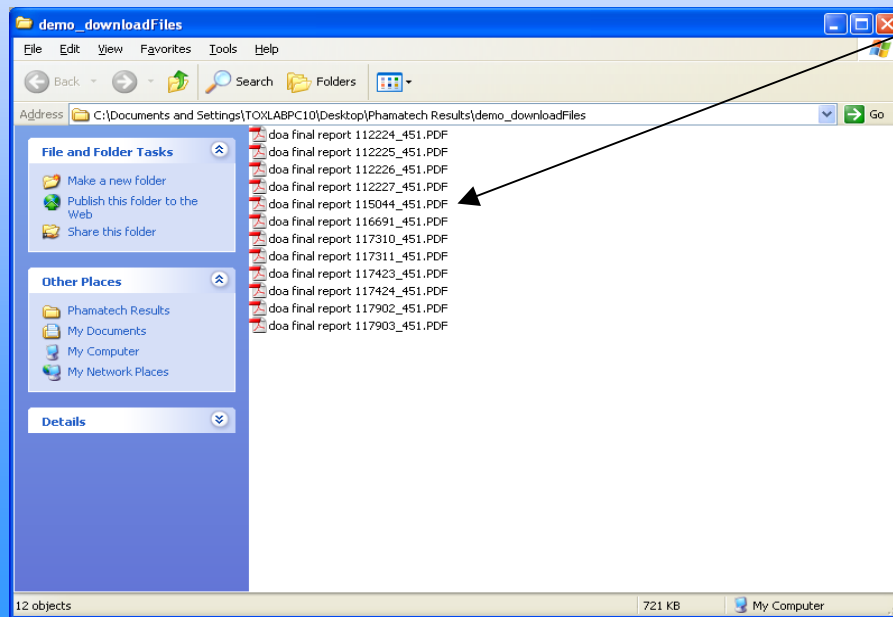 demo_downloadFiles
File Edit View Favorites Tools Help
Back Search Folders
Address C:\Documents and Settings\TOXLABPC10\Desktop\Phamatech Results\demo_downloadFiles Go
File and Folder Tasks
Make a new folder
Publish this folder to the
Web
Share this folder
Other Places
Phamatech Results
My Documents
My Computer
My Network Places
Details
doa final report 112224_451.PDF
doa final report 112225_451.PDF
doa final report 112226_451.PDF
doa final report 112227_451.PDF
doa final report 115044_451.PDF
doa final report 116691_451.PDF
doa final report 117310_451.PDF
doa final report 117311_451.PDF
doa final report 117423_451.PDF
doa final report 117424_451.PDF
doa final report 117902_451.PDF
doa final report 117903_451.PDF
12 objects 721 KB My Computer